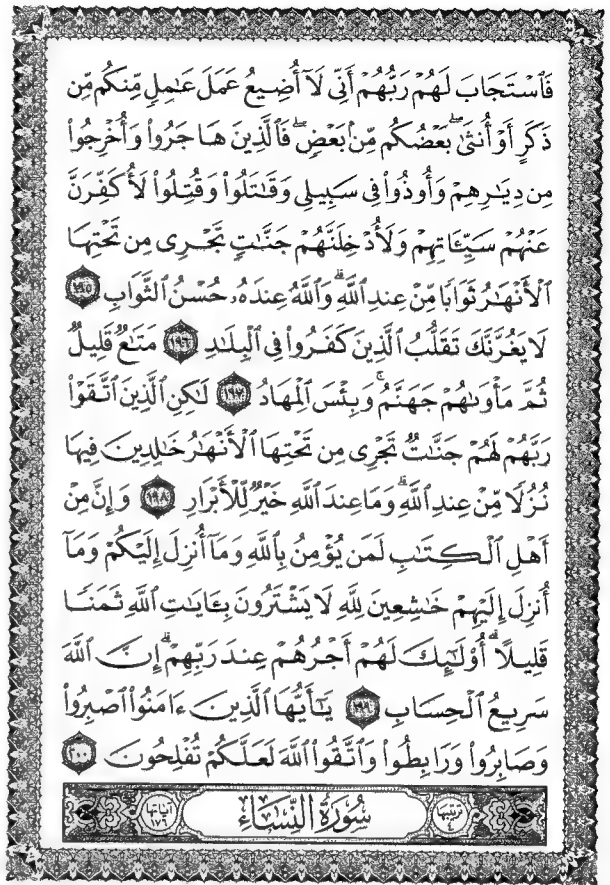 فَٱسْتَجَابَ لَهُمْ رَبُّهُمْ أَنِّى لَآ أُضِيعُ عَمَلَ عَٰمِلٍ مِّنكُم مِّن
ذَكَرٍ أَوْ أُنثَىٰ ۖ بَعْضُكُم مِّنۢ بَعْضٍ ۖ فَٱلَّذِينَ هَاجَرُوا۟ وَأُخْرِجُوا۟
مِن دِيَٰرِهِمْ وَأُوذُوا۟ فِى سَبِيلِى وَقَٰتَلُوا۟ وَقُتِلُوا۟ لَأُكَفِّرَنَّ
عَنْهُمْ سَيِّـَٔاتِهِمْ وَلَأُدْخِلَنَّهُمْ جَنَّٰتٍ تَجْرِى مِن تَحْتِهَا
ٱلْأَنْهَٰرُ ثَوَابًا مِّنْ عِندِ ٱللَّهِ ۗ وَٱللَّهُ عِندَهُۥ حُسْنُ ٱلثَّوَابِ ١٩٥
لَا يَغُرَّنَّكَ تَقَلُّبُ ٱلَّذِينَ كَفَرُوا۟ فِى ٱلْبِلَٰدِ ١٩٦ مَتَٰعٌ قَلِيلٌ
ثُمَّ مَأْوَىٰهُمْ جَهَنَّمُ ۚ وَبِئْسَ ٱلْمِهَادُ ١٩٧ لَٰكِنِ ٱلَّذِينَ ٱتَّقَوْا۟
رَبَّهُمْ لَهُمْ جَنَّٰتٌ تَجْرِى مِن تَحْتِهَا ٱلْأَنْهَٰرُ خَٰلِدِينَ فِيهَا
نُزُلًا مِّنْ عِندِ ٱللَّهِ ۗ وَمَا عِندَ ٱللَّهِ خَيْرٌ لِّلْأَبْرَارِ ١٩٨ وَإِنَّ مِنْ
أَهْلِ ٱلْكِتَٰبِ لَمَن يُؤْمِنُ بِٱللَّهِ وَمَآ أُنزِلَ إِلَيْكُمْ وَمَآ
أُنزِلَ إِلَيْهِمْ خَٰشِعِينَ لِلَّهِ لَا يَشْتَرُونَ بِـَٔايَٰتِ ٱللَّهِ ثَمَنًا
قَلِيلًا ۗ أُو۟لَٰٓئِكَ لَهُمْ أَجْرُهُمْ عِندَ رَبِّهِمْ ۗ إِنَّ ٱللَّهَ
سَرِيعُ ٱلْحِسَابِ ١٩٩ يَٰٓأَيُّهَا ٱلَّذِينَ ءَامَنُوا۟ ٱصْبِرُوا۟
وَصَابِرُوا۟ وَرَابِطُوا۟ وَٱتَّقُوا۟ ٱللَّهَ لَعَلَّكُمْ تُفْلِحُونَ ٢٠٠
ترتيبها ٤ سُورَةُ النِّسَاءِ آياتها ١٧٦